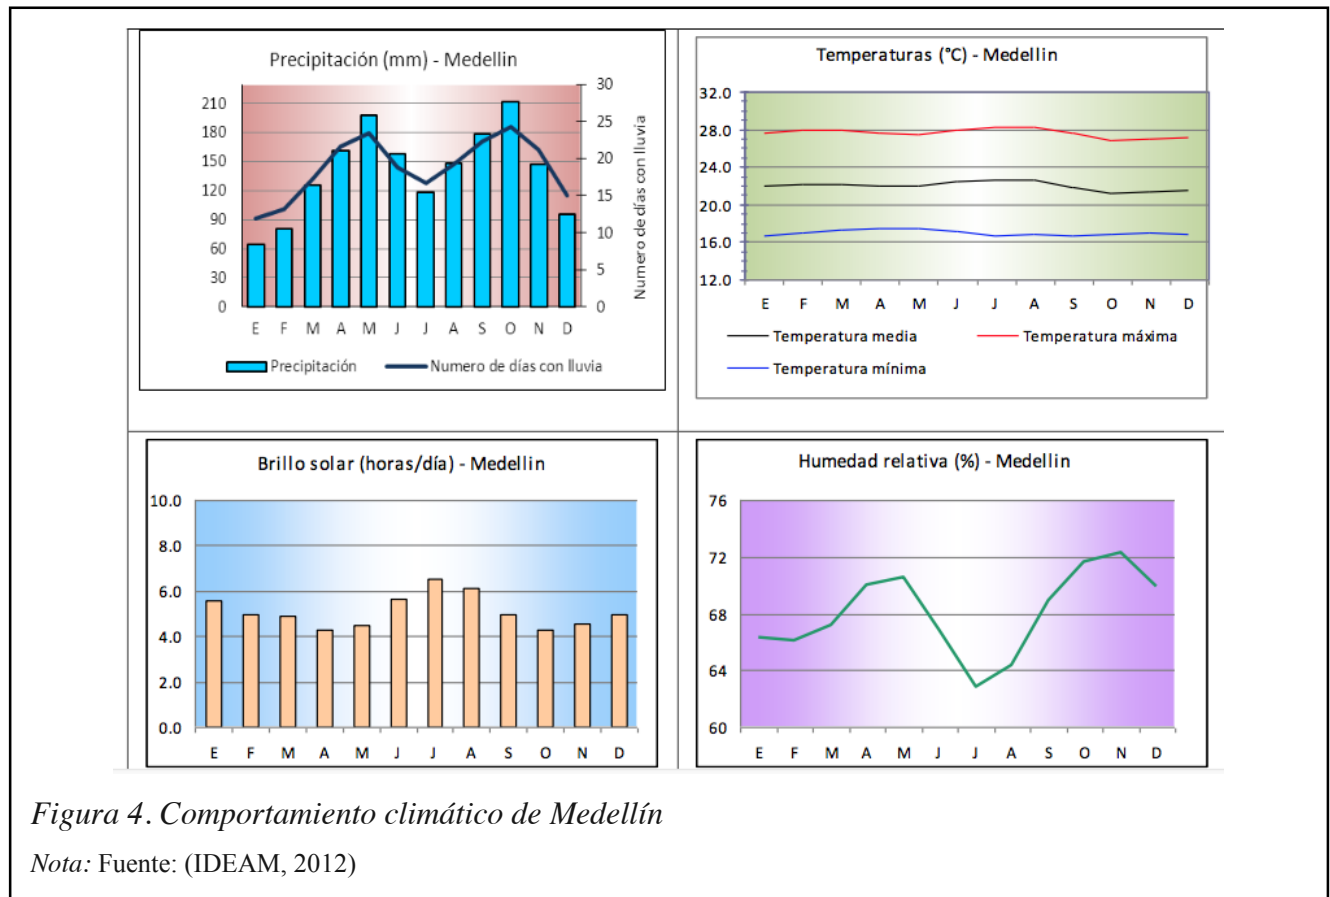 Precipitación (mm) - Medellin
210
180
150
120
90
60
30
0
30
25
20
15
10
5
0
Numero de días con lluvia
E F M A M J J A S O N D
Precipitación
Numero de días con lluvia
Temperaturas (°C) - Medellin
32.0
28.0
24.0
20.0
16.0
12.0
E F M A M J J A S O N D
Temperatura media
Temperatura máxima
Temperatura mínima
Brillo solar (horas/día) - Medellin
10.0
8.0
6.0
4.0
2.0
0.0
E F M A M J J A S O N D
Humedad relativa (%) - Medellin
76
72
68
64
60
E F M A M J J A S O N D
Figura 4. Comportamiento climático de Medellín
Nota: Fuente: (IDEAM, 2012)